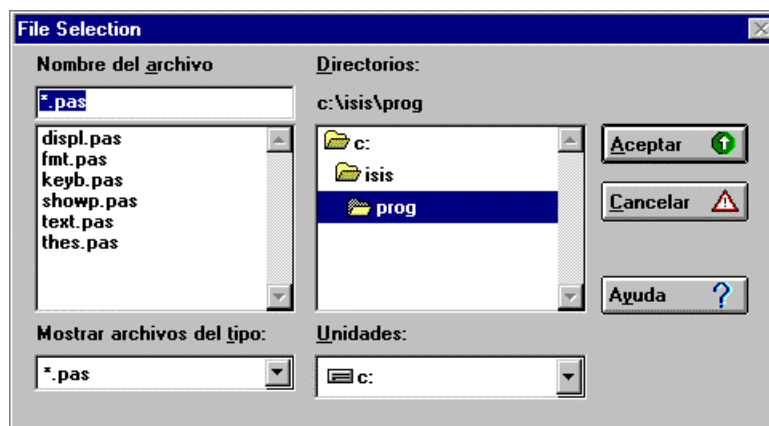 File Selection
Nombre del archivo
*.pas
displ.pas
fmt.pas
keyb.pas
showp.pas
text.pas
thes.pas
Mostrar archivos del tipo:
*.pas
Directorios:
c:\isis\prog
c:
isis
prog
Unidades:
c:
Aceptar
Cancelar
Ayuda